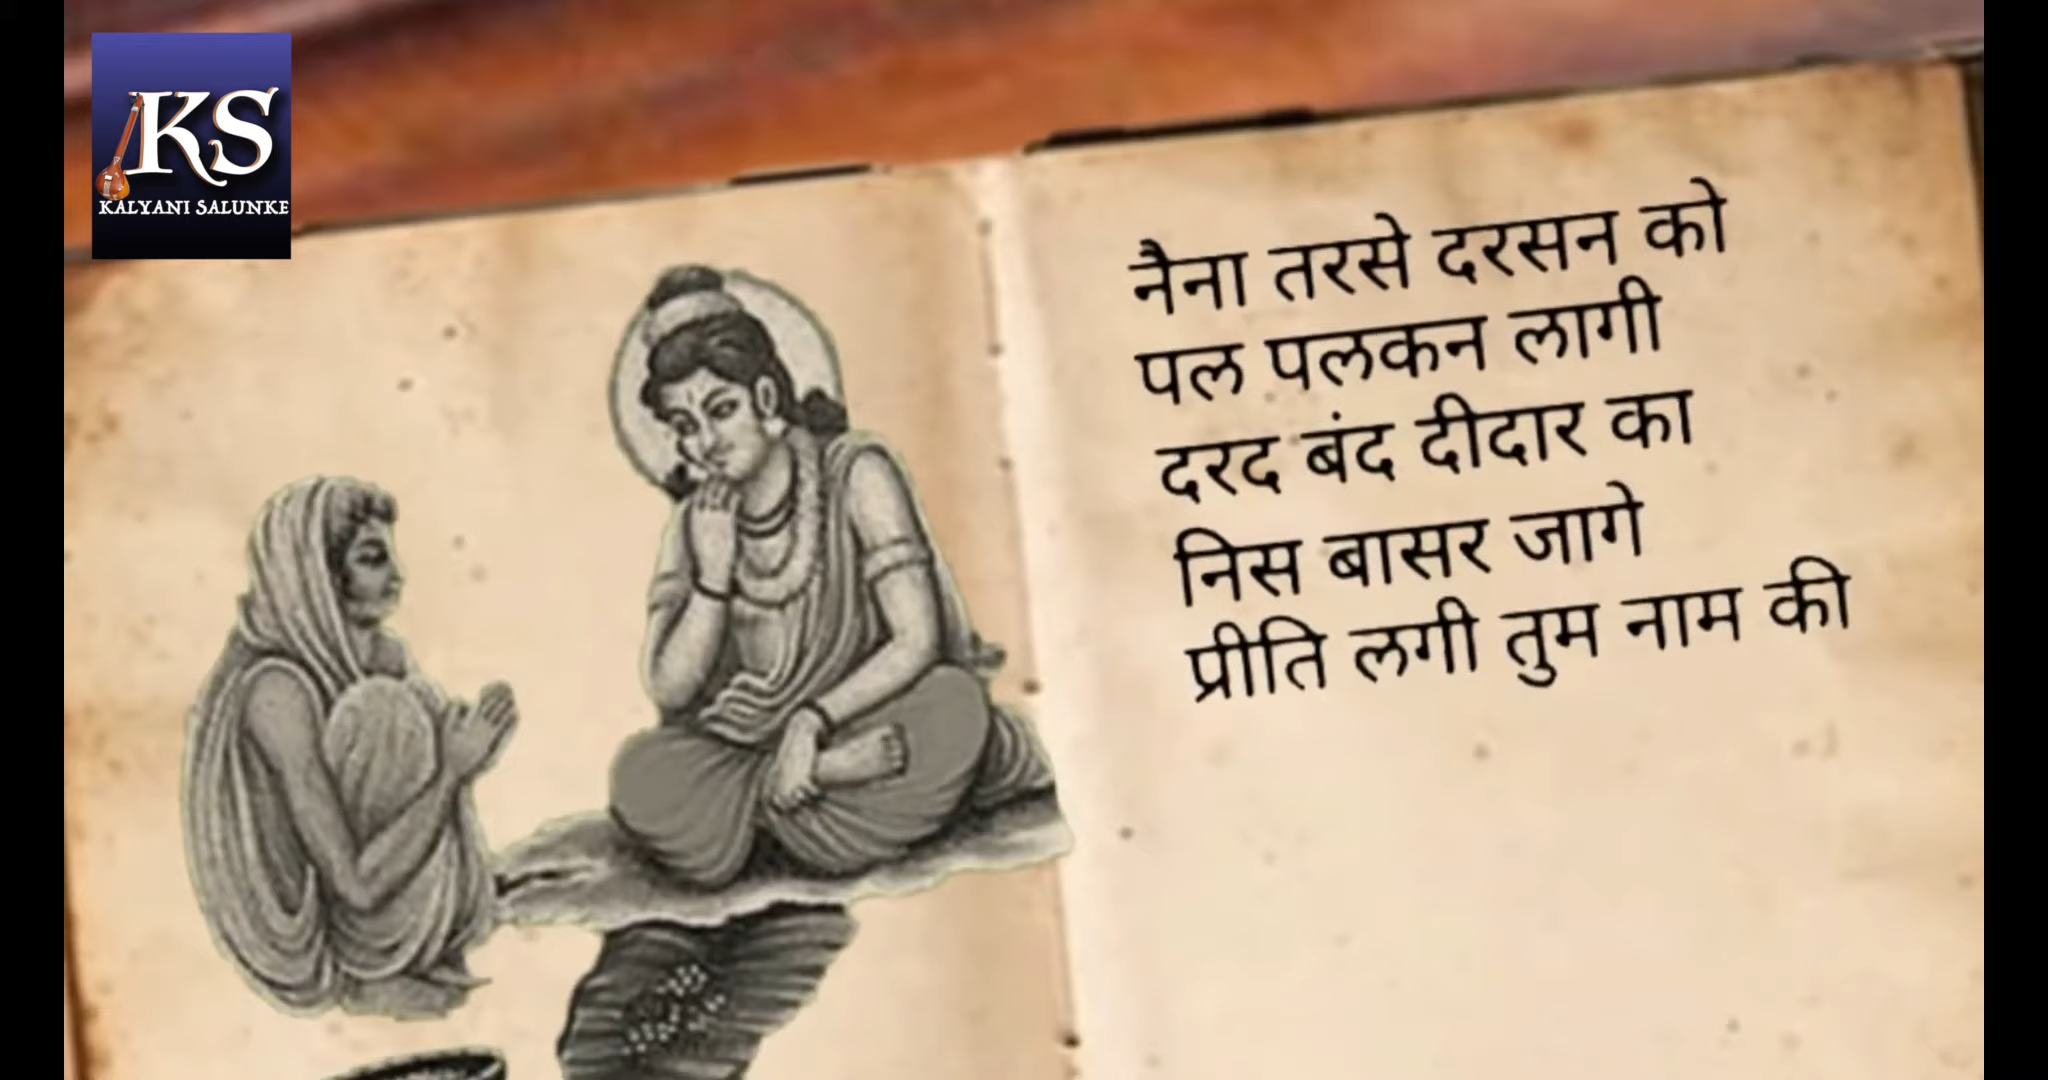 KS
KALYANI SALUNKE
नैना तरसे दरसन को
पल पलकन लागी
दरद बंद दीदार का
निस बासर जागे
प्रीति लगी तुम नाम की